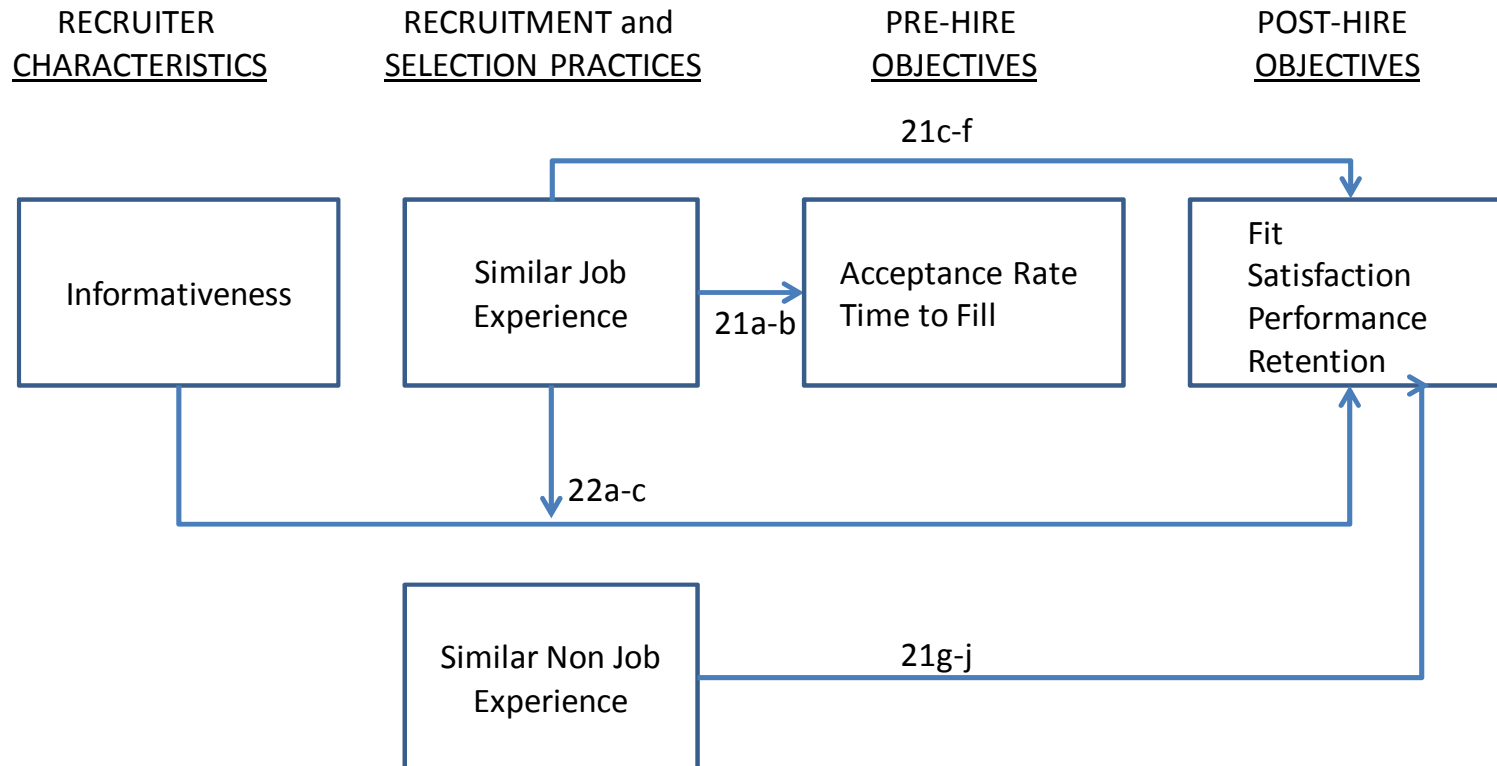 RECRUITER
CHARACTERISTICS
RECRUITMENT and
SELECTION PRACTICES
PRE-HIRE
OBJECTIVES
POST-HIRE
OBJECTIVES
21c-f
Informativeness
Similar Job
Experience
21a-b
Acceptance Rate
Time to Fill
Fit
Satisfaction
Performance
Retention
22a-c
Similar Non Job
Experience
21g-j